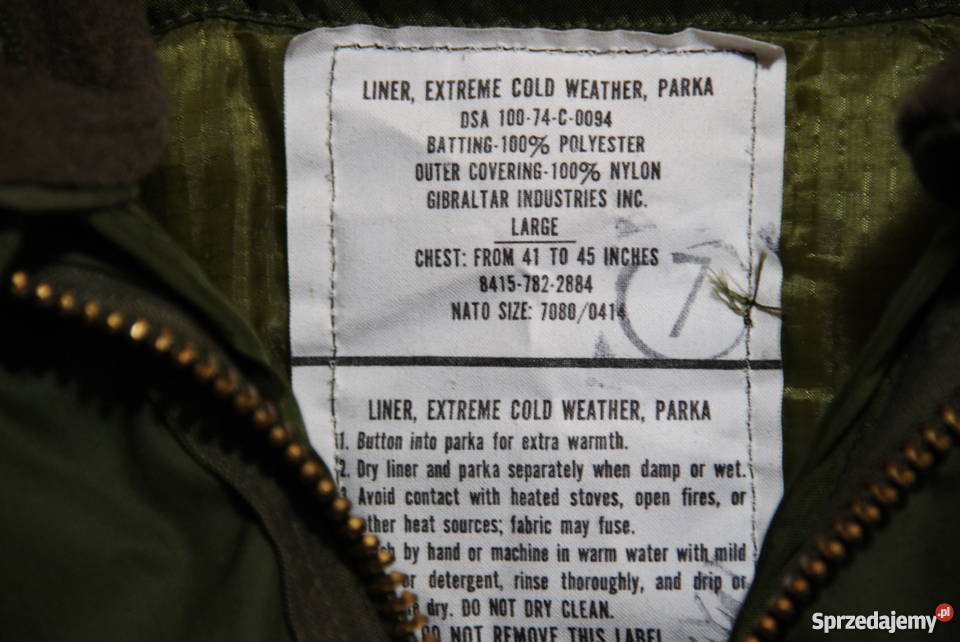 LINER, EXTREME COLD WEATHER, PARKA
DSA 100-74-C-0094
BATTING-100% POLYESTER
OUTER COVERING-100% NYLON
GIBRALTAR INDUSTRIES INC.
LARGE
CHEST: FROM 41 TO 45 INCHES
8415-782-2884
NATO SIZE: 7080/0414
7
LINER, EXTREME COLD WEATHER, PARKA
1. Button into parka for extra warmth.
2. Dry liner and parka separately when damp or wet.
3 Avoid contact with heated stoves, open fires, or
heat sources; fabric may fuse.
by hand or machine in warm water with mild
or detergent, rinse thoroughly, and drip or
dry. DO NOT DRY CLEAN.
DO NOT REMOVE THIS LABEL
Sprzedajemy.pl